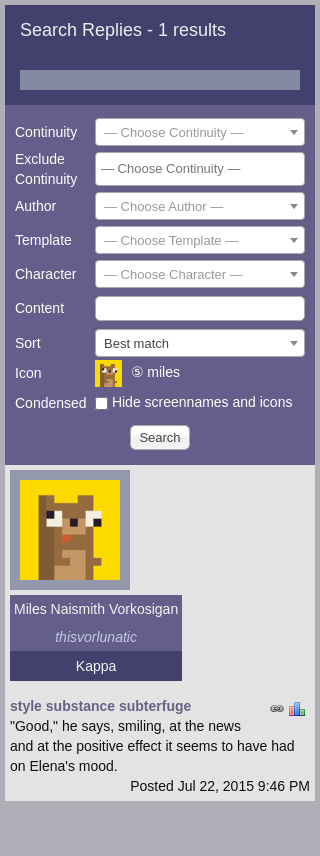 Search Replies - 1 results
Continuity — Choose Continuity —
Exclude Continuity — Choose Continuity —
Author — Choose Author —
Template — Choose Template —
Character — Choose Character —
Content
Sort Best match
Icon ⑤ miles
Condensed Hide screennames and icons
Search
Miles Naismith Vorkosigan
thisvorlunatic
Kappa
style substance subterfuge
"Good," he says, smiling, at the news
and at the positive effect it seems to have had
on Elena's mood.
Posted Jul 22, 2015 9:46 PM